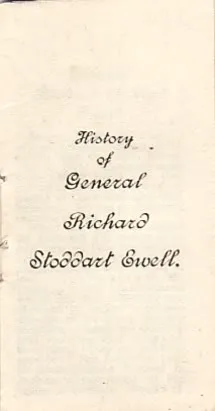 History
of
General
Richard
Stoddart Ewell.